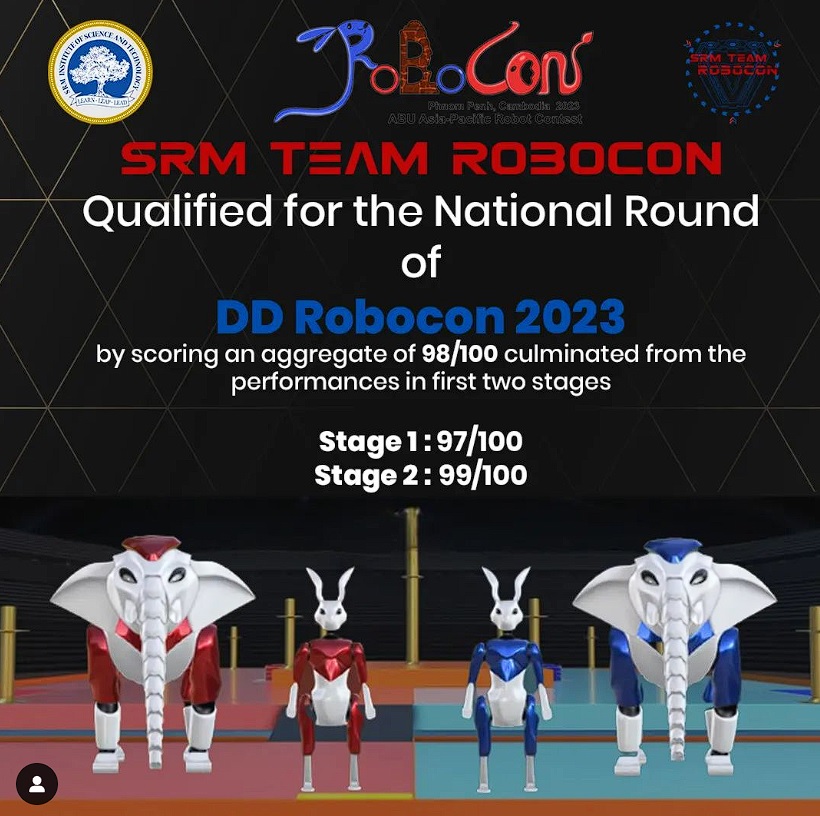 SRM INSTITUTE OF SCIENCE AND TECHNOLOGY
LEARN - LEAP - LEAD
ROBOCON
Phnom Penh, Cambodia 2023
ABU Asia-Pacific Robot Contest
SRM TEAM
ROBOCON
SRM TEAM ROBOCON
Qualified for the National Round
of
DD Robocon 2023
by scoring an aggregate of 98/100 culminated from the
performances in first two stages
Stage 1 : 97/100
Stage 2 : 99/100